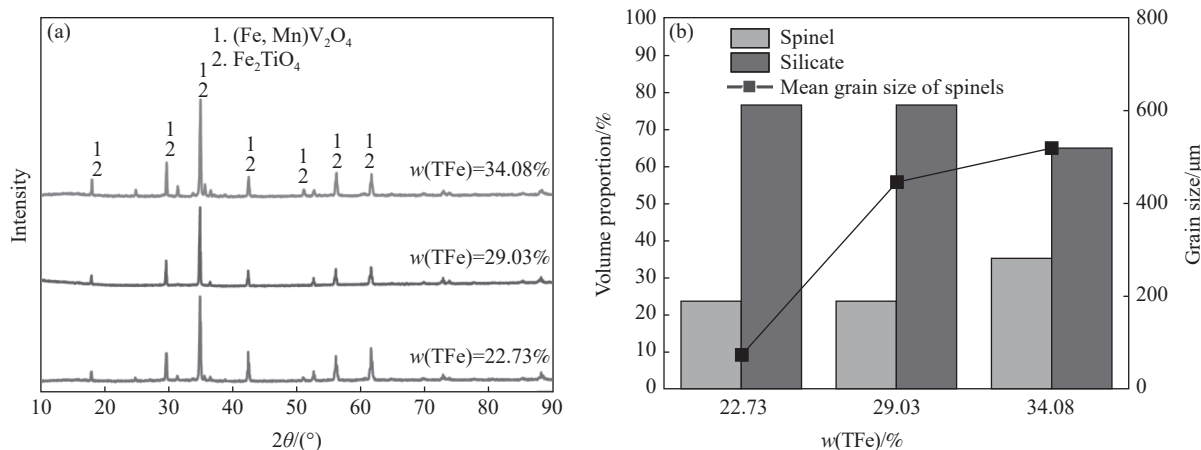 (a)
1. (Fe, Mn)V₂O₄
2. Fe₂TiO₄
1
2
1
2
1
2
1
2
1
2
1
2
1
2
w(TFe)=34.08%
w(TFe)=29.03%
w(TFe)=22.73%
Intensity
10 20 30 40 50 60 70 80 90
2θ/(°)
(b)
Spinel
Silicate
Mean grain size of spinels
Volume proportion/%
100
90
80
70
60
50
40
30
20
10
0
Grain size/μm
800
600
400
200
0
22.73 29.03 34.08
w(TFe)/%